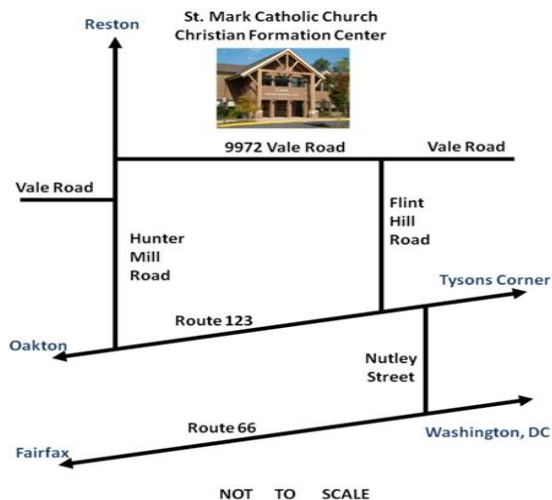 St. Mark Catholic Church
Christian Formation Center
Reston
9972 Vale Road
Vale Road
Vale Road
Flint
Hill
Road
Hunter
Mill
Road
Tysons Corner
Route 123
Oakton
Nutley
Street
Route 66
Washington, DC
Fairfax
NOT TO SCALE